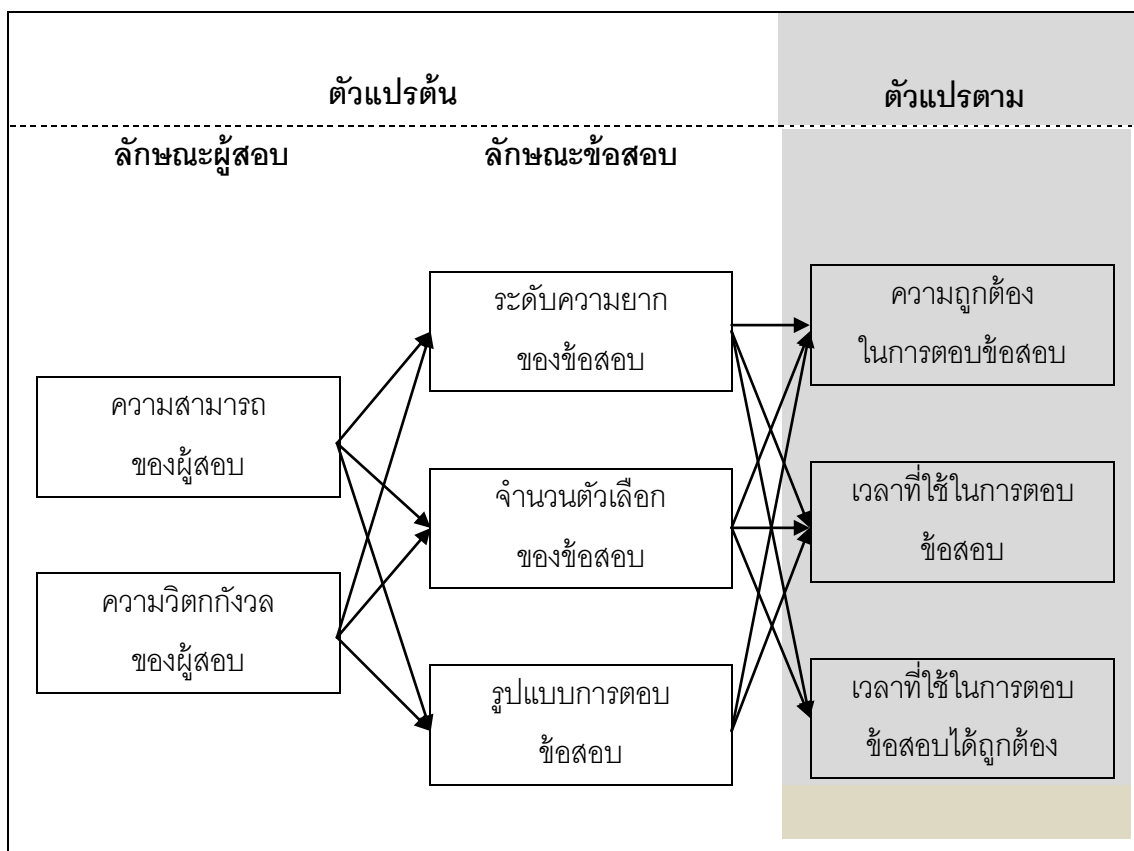 ตัวแปรต้น
ตัวแปรตาม
ลักษณะผู้สอบ
ลักษณะข้อสอบ
ความสามารถ
ของผู้สอบ
ความวิตกกังวล
ของผู้สอบ
ระดับความยาก
ของข้อสอบ
จำนวนตัวเลือก
ของข้อสอบ
รูปแบบการตอบ
ข้อสอบ
ความถูกต้อง
ในการตอบข้อสอบ
เวลาที่ใช้ในการตอบ
ข้อสอบ
เวลาที่ใช้ในการตอบ
ข้อสอบได้ถูกต้อง